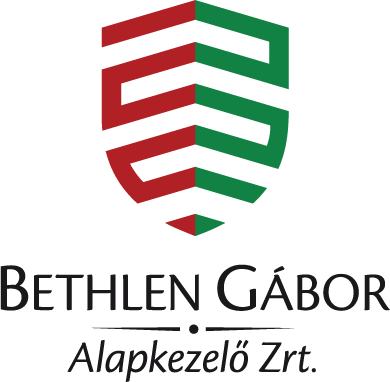 BETHLEN GÁBOR
Alapkezelő Zrt.